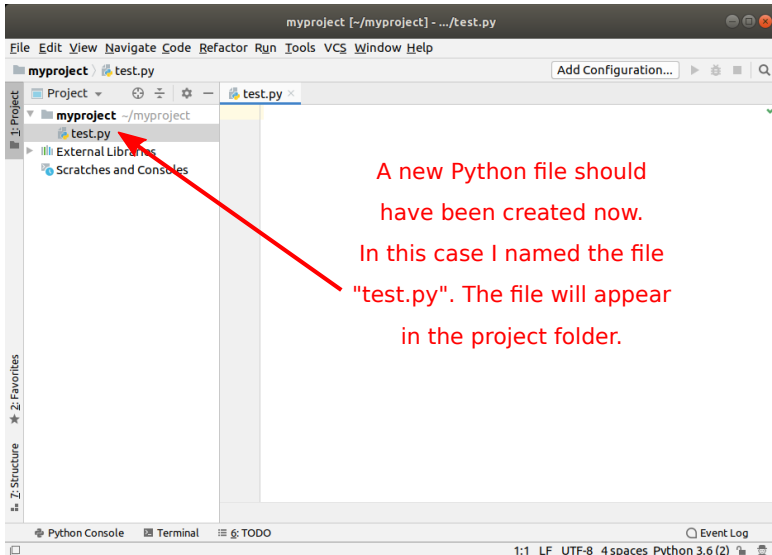 myproject [~/myproject] - .../test.py
File Edit View Navigate Code Refactor Run Tools VCS Window Help
myproject test.py Add Configuration...
1: Project
Project
test.py
myproject ~/myproject
test.py
External Libraries
Scratches and Consoles
A new Python file should
have been created now.
In this case I named the file
"test.py". The file will appear
in the project folder.
2: Favorites
7: Structure
Python Console Terminal 6: TODO Event Log
1:1 LF UTF-8 4 spaces Python 3.6 (2)